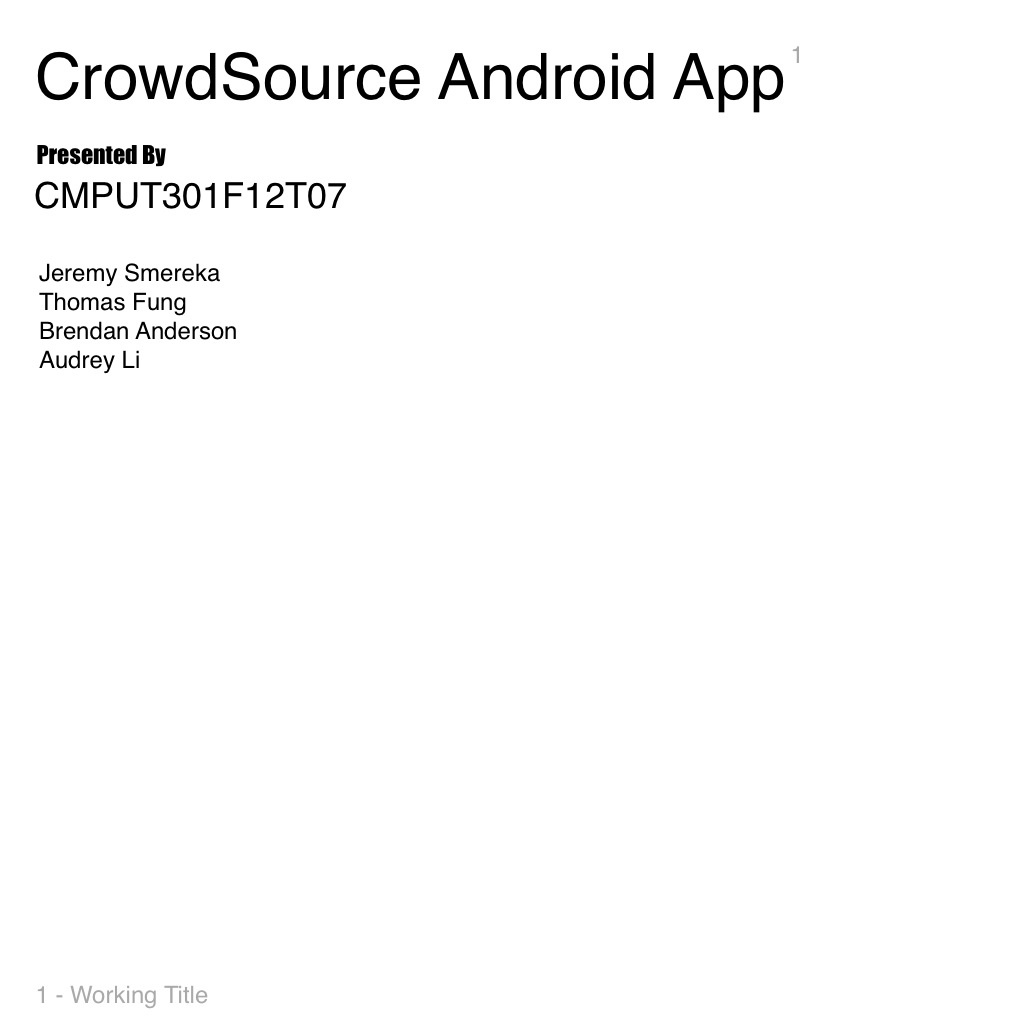 CrowdSource Android App 1
Presented By
CMPUT301F12T07
Jeremy Smereka
Thomas Fung
Brendan Anderson
Audrey Li
1 - Working Title